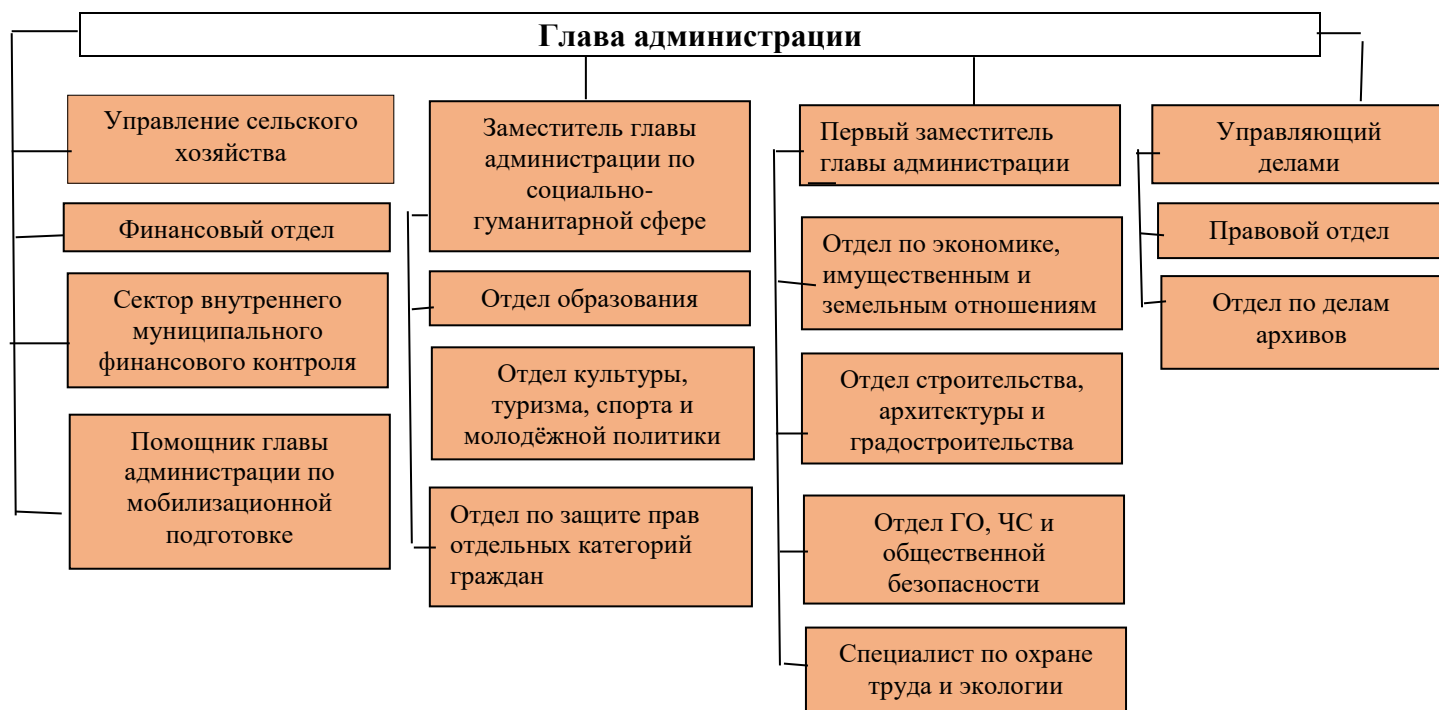 Глава администрации
Управление сельского
хозяйства
Финансовый отдел
Сектор внутреннего
муниципального
финансового контроля
Помощник главы
администрации по
мобилизационной
подготовке
Заместитель главы
администрации по
социально-
гуманитарной сфере
Отдел образования
Отдел культуры,
туризма, спорта и
молодёжной политики
Отдел по защите прав
отдельных категорий
граждан
Первый заместитель
главы администрации
Отдел по экономике,
имущественным и
земельным отношениям
Отдел строительства,
архитектуры и
градостроительства
Отдел ГО, ЧС и
общественной
безопасности
Специалист по охране
труда и экологии
Управляющий
делами
Правовой отдел
Отдел по делам
архивов